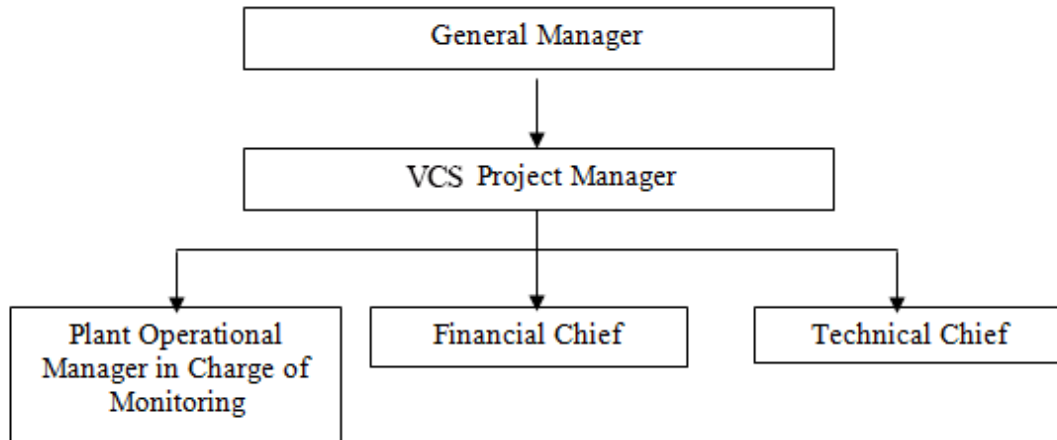 General Manager
VCS Project Manager
Plant Operational
Manager in Charge of
Monitoring
Financial Chief
Technical Chief